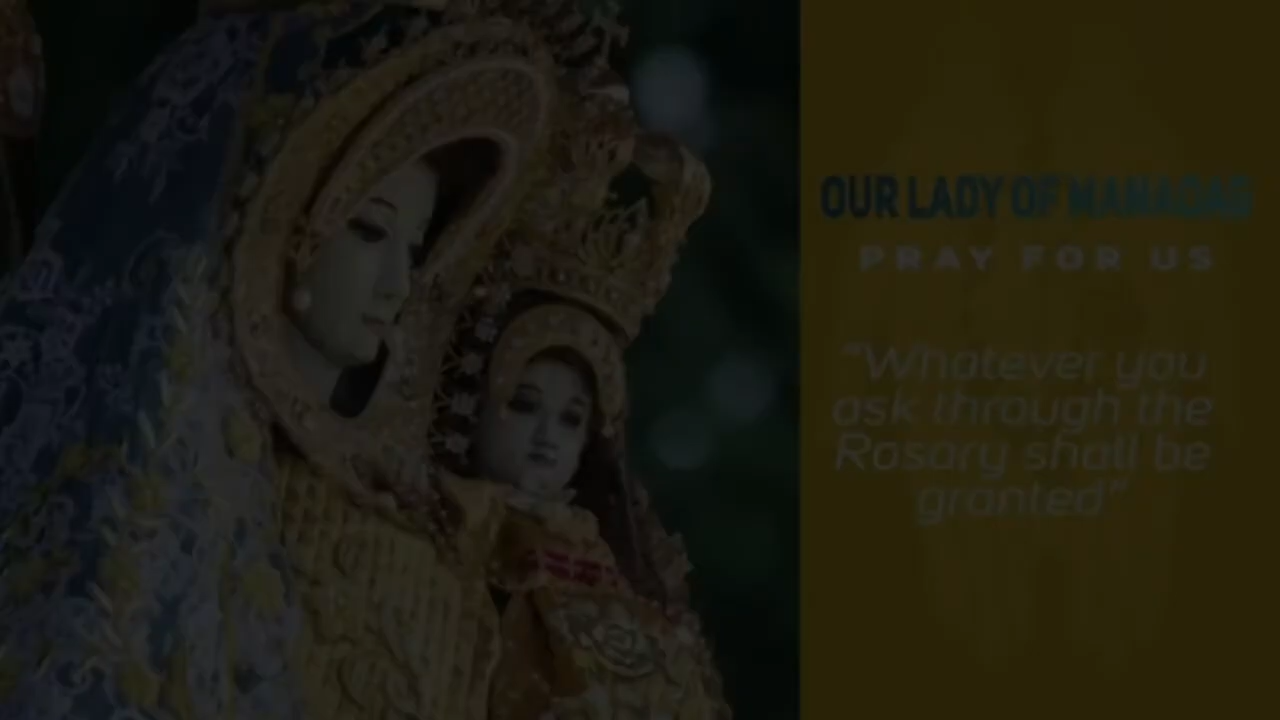 OUR LADY OF MANAOAG
PRAY FOR US
“Whatever you
ask through the
Rosary shall be
granted”